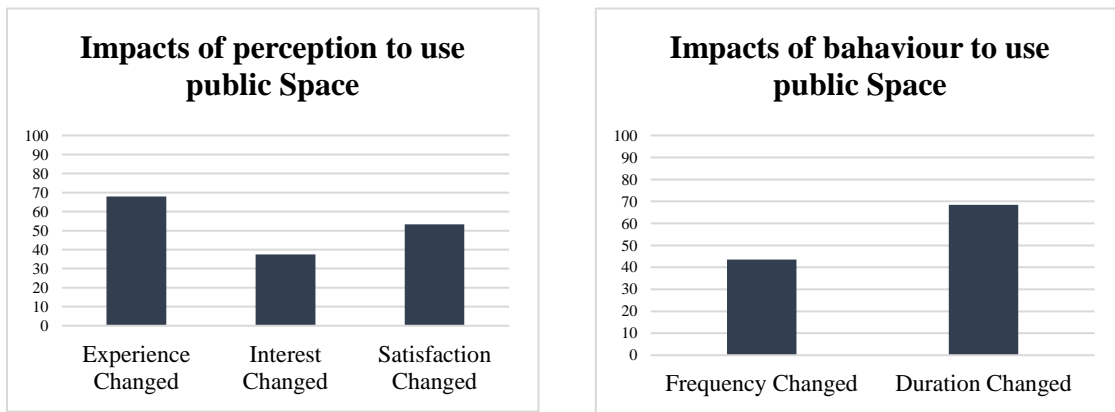 Impacts of perception to use
public Space
100
90
80
70
60
50
40
30
20
10
0
Experience
Changed
Interest
Changed
Satisfaction
Changed
Impacts of bahaviour to use
public Space
100
90
80
70
60
50
40
30
20
10
0
Frequency Changed
Duration Changed